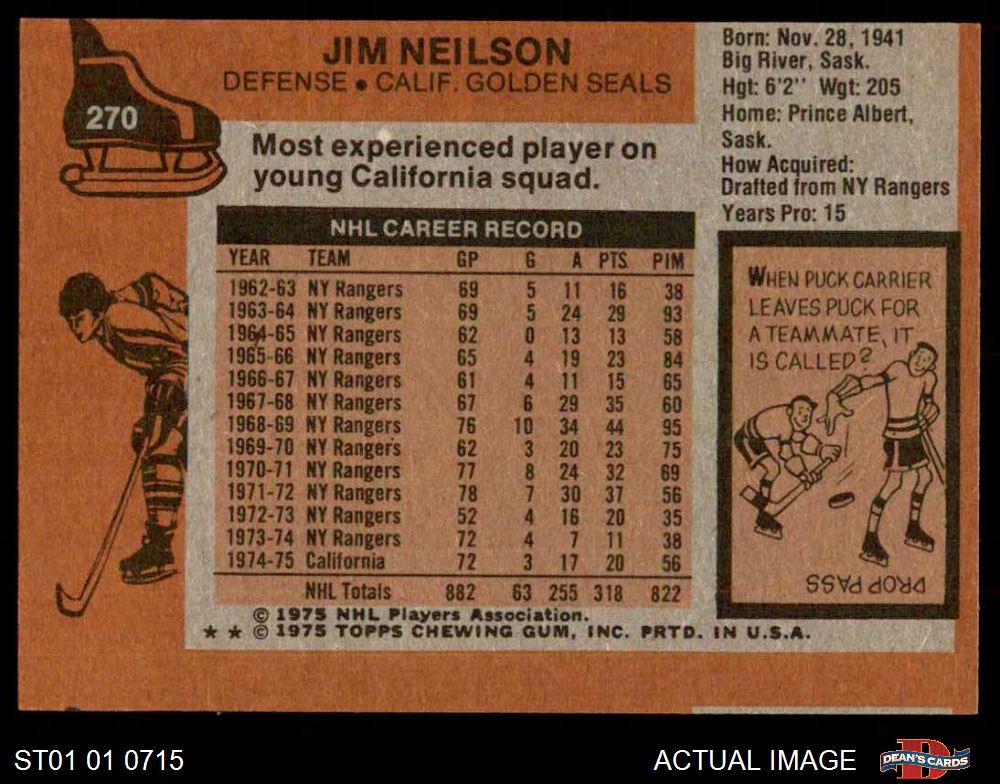 270
JIM NEILSON
DEFENSE • CALIF. GOLDEN SEALS
Most experienced player on
young California squad.
NHL CAREER RECORD
YEAR TEAM GP G A PTS PIM
1962-63 NY Rangers 69 5 11 16 38
1963-64 NY Rangers 69 5 24 29 93
1964-65 NY Rangers 62 0 13 13 58
1965-66 NY Rangers 65 4 19 23 84
1966-67 NY Rangers 61 4 11 15 65
1967-68 NY Rangers 67 6 29 35 60
1968-69 NY Rangers 76 10 34 44 95
1969-70 NY Rangers 62 3 20 23 75
1970-71 NY Rangers 77 8 24 32 69
1971-72 NY Rangers 78 7 30 37 56
1972-73 NY Rangers 52 4 16 20 35
1973-74 NY Rangers 72 4 7 11 38
1974-75 California 72 3 17 20 56
NHL Totals 882 63 255 318 822
© 1975 NHL Players Association.
★ ★ © 1975 TOPPS CHEWING GUM, INC. PRTD. IN U.S.A.
Born: Nov. 28, 1941
Big River, Sask.
Hgt: 6'2'' Wgt: 205
Home: Prince Albert,
Sask.
How Acquired:
Drafted from NY Rangers
Years Pro: 15
WHEN PUCK CARRIER
LEAVES PUCK FOR
A TEAMMATE, IT
IS CALLED?
DROP PASS
ST01 01 0715
ACTUAL IMAGE
D
DEAN'S CARDS